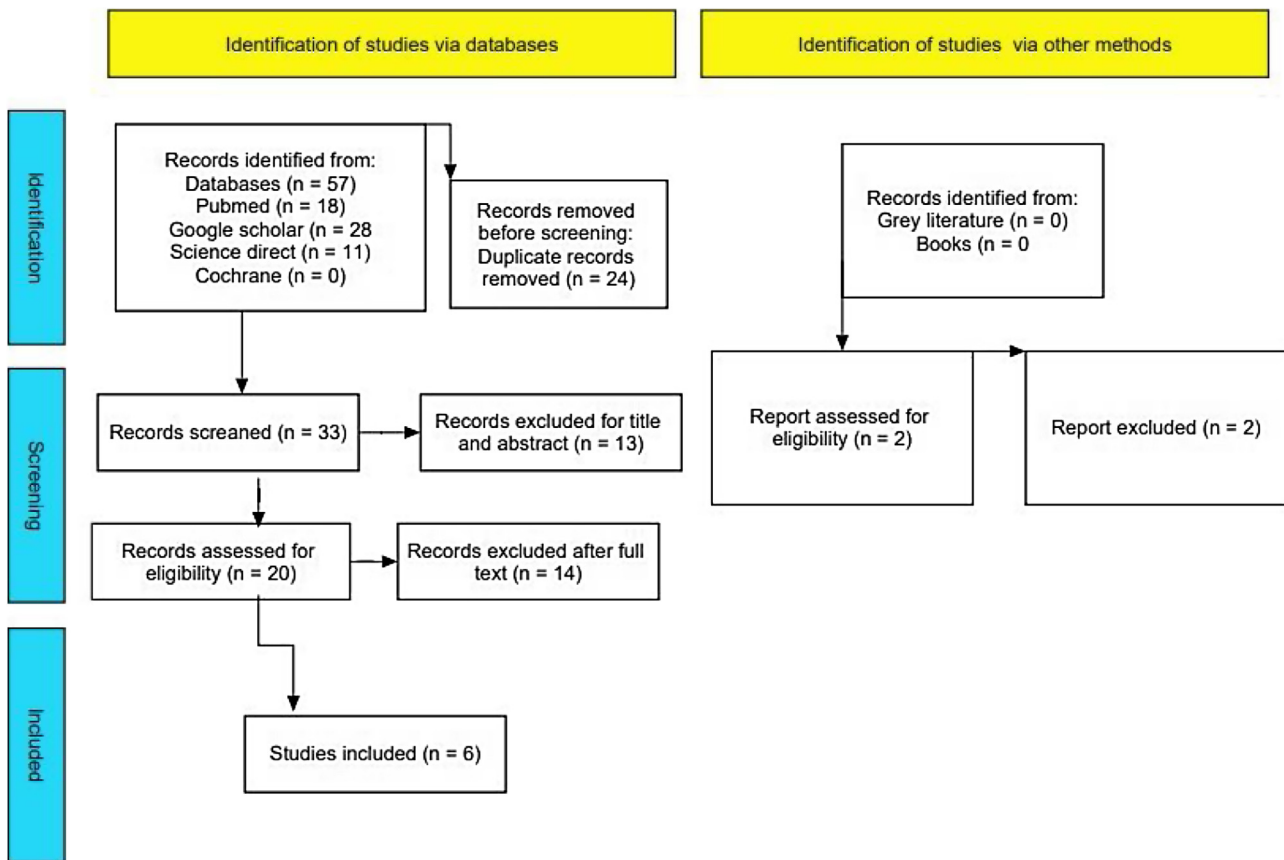 Identification of studies via databases
Identification of studies  via other methods
Identification
Records identified from:
Databases (n = 57)
Pubmed (n = 18)
Google scholar (n = 28
Science direct (n = 11)
Cochrane (n = 0)
Records removed
before screening:
Duplicate records
removed (n = 24)
Records identified from:
Grey literature (n = 0)
Books (n = 0
Screening
Records screaned (n = 33)
Records excluded for title
and abstract (n = 13)
Report assessed for
eligibility (n = 2)
Report excluded (n = 2)
Records assessed for
eligibility (n = 20)
Records excluded after full
text (n = 14)
Included
Studies included (n = 6)